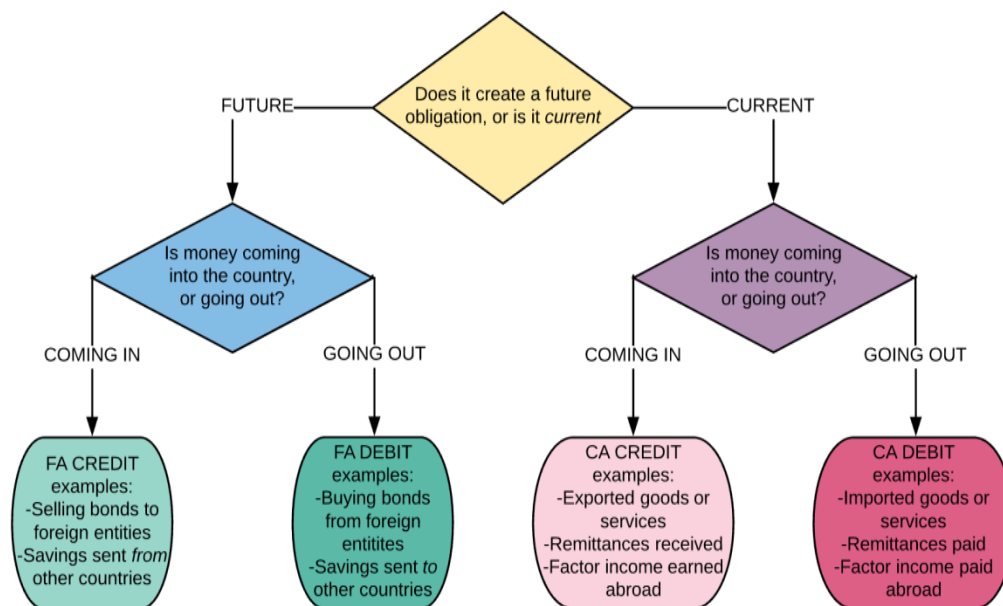 Does it create a future
obligation, or is it current
FUTURE
CURRENT
Is money coming
into the country,
or going out?
Is money coming
into the country,
or going out?
COMING IN
GOING OUT
COMING IN
GOING OUT
FA CREDIT
examples:
-Selling bonds to
foreign entities
-Savings sent from
other countries
FA DEBIT
examples:
-Buying bonds
from foreign
entitites
-Savings sent to
other countries
CA CREDIT
examples:
-Exported goods or
services
-Remittances received
-Factor income earned
abroad
CA DEBIT
examples:
-Imported goods or
services
-Remittances paid
-Factor income paid
abroad